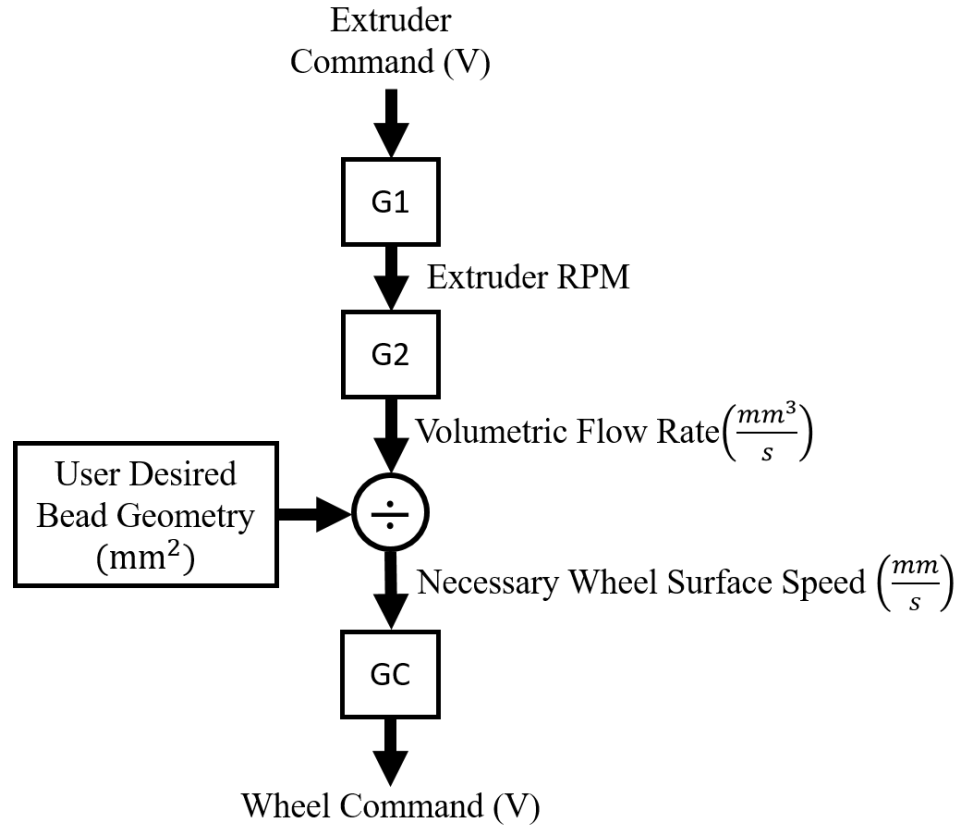 Extruder
Command (V)
G1
Extruder RPM
G2
Volumetric Flow Rate(mm³/s)
User Desired
Bead Geometry
(mm²)
÷
Necessary Wheel Surface Speed (mm/s)
GC
Wheel Command (V)